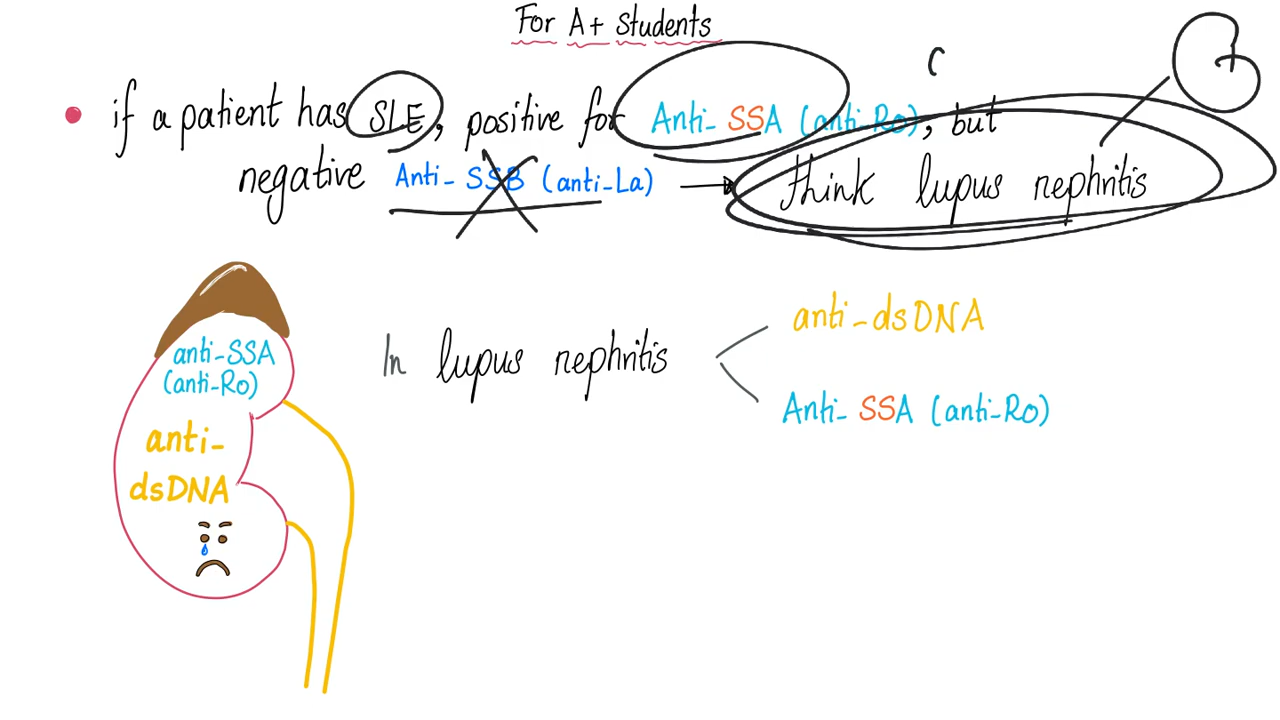 For A+ Students
if a patient has SLE, positive for Anti-SSA (anti-Ro), but
negative Anti-SSB (anti-La) → think lupus nephritis
anti-SSA
(anti-Ro)
anti-
dsDNA
In lupus nephritis
anti-dsDNA
Anti-SSA (anti-Ro)